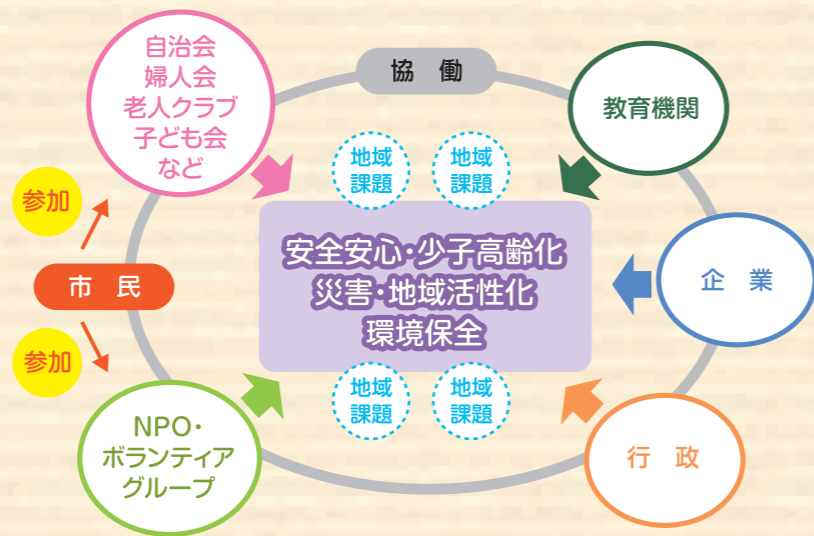 自治会
婦人会
老人クラブ
子ども会
など
協 働
教育機関
地域
課題
地域
課題
参加
市 民
参加
安全安心・少子高齢化
災害・地域活性化
環境保全
企 業
地域
課題
地域
課題
NPO・
ボランティア
グループ
行 政